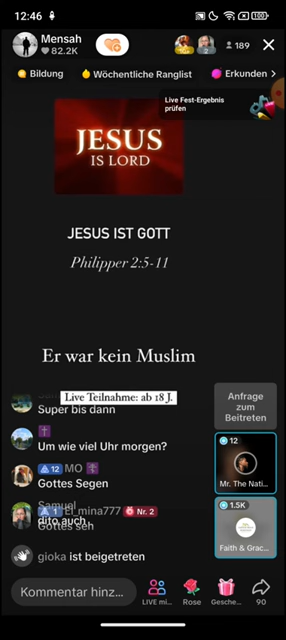 12:46
100
Mensah
82.2K
189
Bildung
Wöchentliche Rangliste
Erkunden
Live Fest-Ergebnis
prüfen
JESUS
IS LORD
JESUS IST GOTT
Philipper 2:5-11
Er war kein Muslim
Live Teilnahme: ab 18 J.
Super bis dann
Um wie viel Uhr morgen?
12 MO
Gottes Segen
Samuel
1 El_mina777 Nr. 2
dito auch
Gottes seh
gioka ist beigetreten
Anfrage
zum
Beitreten
12
Mr. The Nati...
1.5K
Faith & Grac...
Kommentar hinz...
LIVE mi...
Rose
Gesche...
90